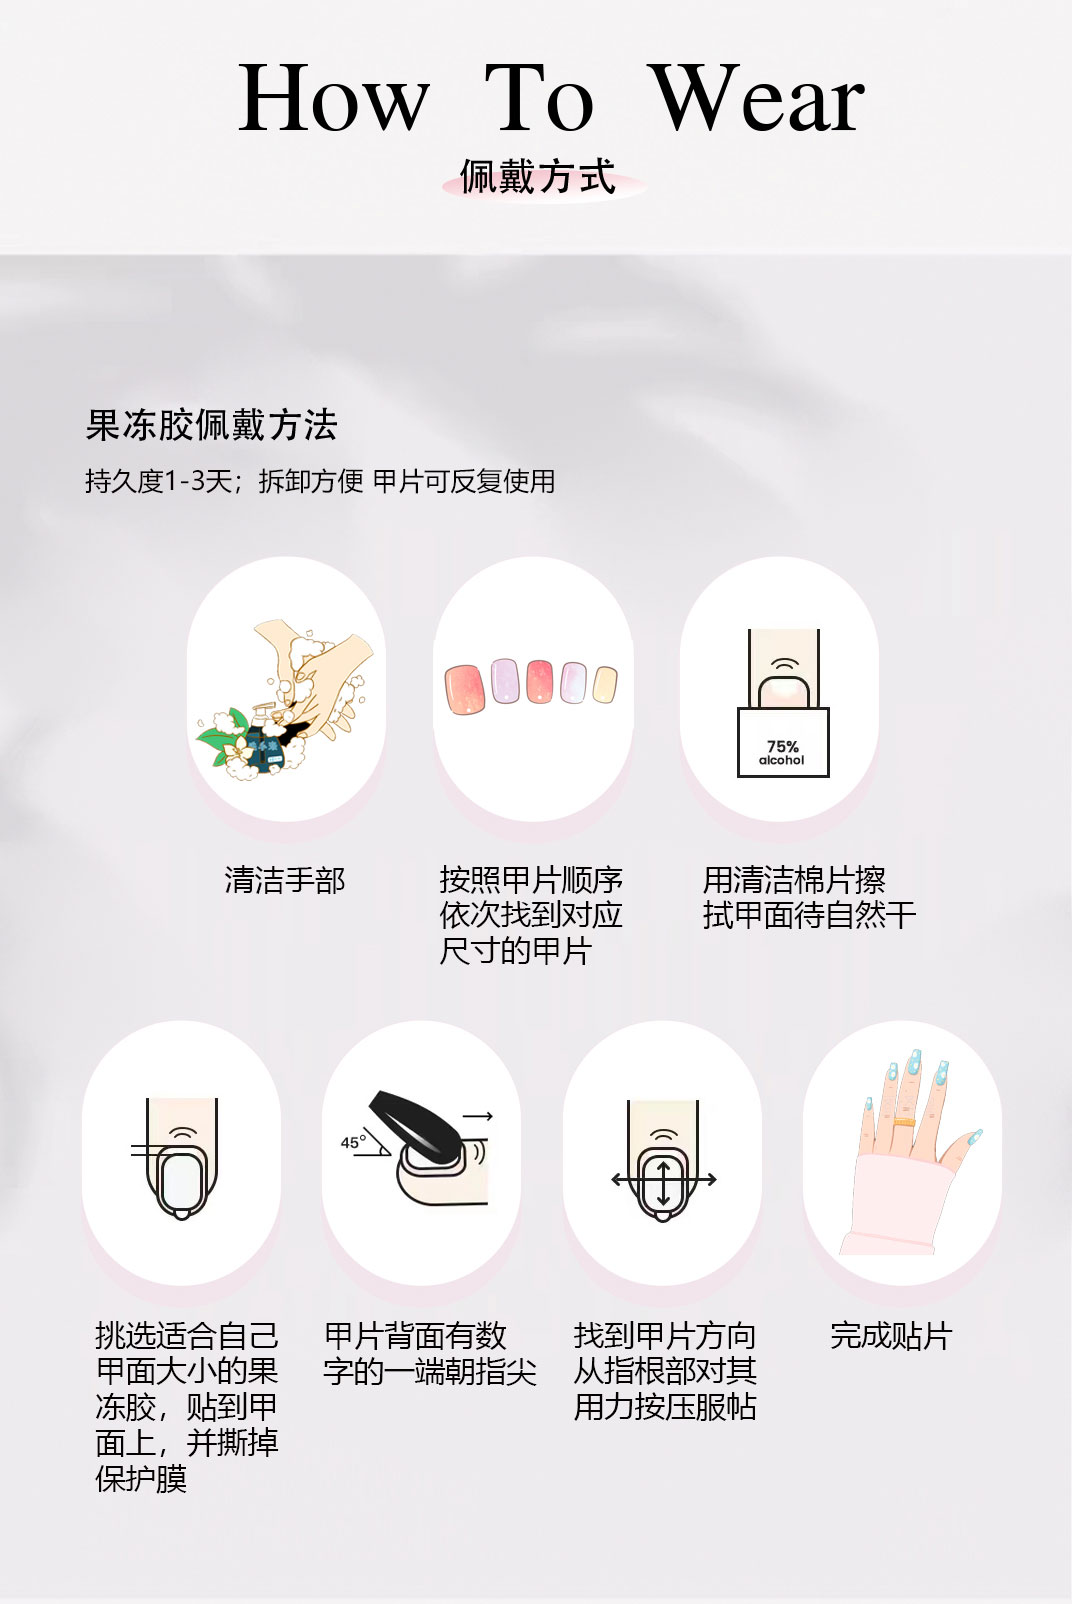 How To Wear
佩戴方式
果冻胶佩戴方法
持久度1-3天；拆卸方便 甲片可反复使用
75%
alcohol
清洁手部
按照甲片顺序
依次找到对应
尺寸的甲片
用清洁棉片擦
拭甲面待自然干
45°
挑选适合自己
甲面大小的果
冻胶，贴到甲
面上，并撕掉
保护膜
甲片背面有数
字的一端朝指尖
找到甲片方向
从指根部对其
用力按压服帖
完成贴片